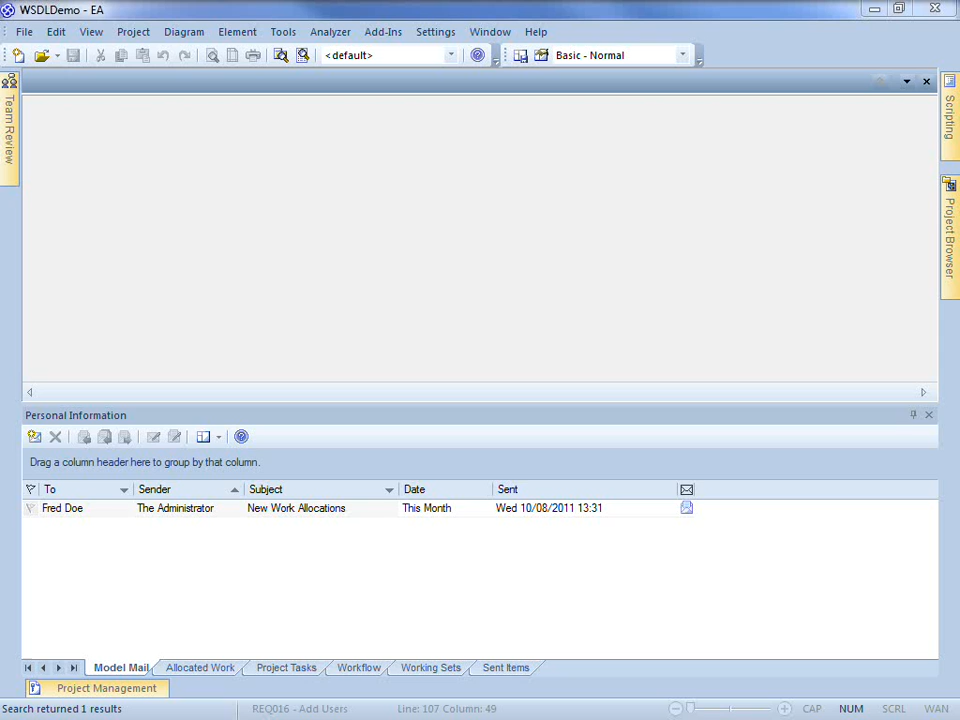 WSDLDemo - EA
File Edit View Project Diagram Element Tools Analyzer Add-Ins Settings Window Help
<default> Basic - Normal
Team Review
Scripting
Project Browser
Personal Information
Drag a column header here to group by that column.
To Sender Subject Date Sent
Fred Doe The Administrator New Work Allocations This Month Wed 10/08/2011 13:31
Model Mail Allocated Work Project Tasks Workflow Working Sets Sent Items
Project Management
Search returned 1 results REQ016 - Add Users Line: 107 Column: 49 CAP NUM SCRL WAN